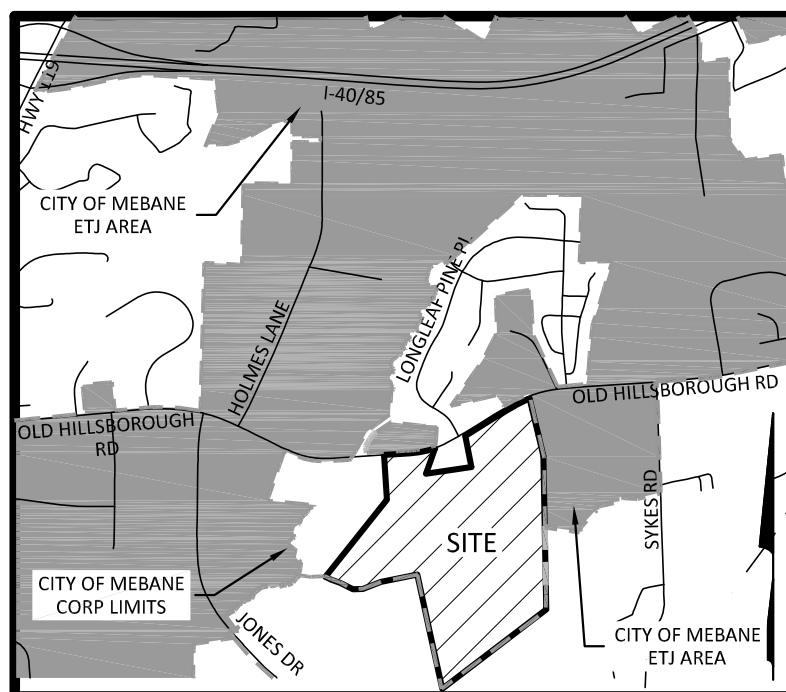 HWY 119
I-40/85
CITY OF MEBANE
ETJ AREA
LONGLEAF PINE PL
HOLMES LANE
OLD HILLSBOROUGH RD
OLD HILLSBOROUGH
RD
SYKES RD
SITE
CITY OF MEBANE
CORP LIMITS
JONES DR
CITY OF MEBANE
ETJ AREA